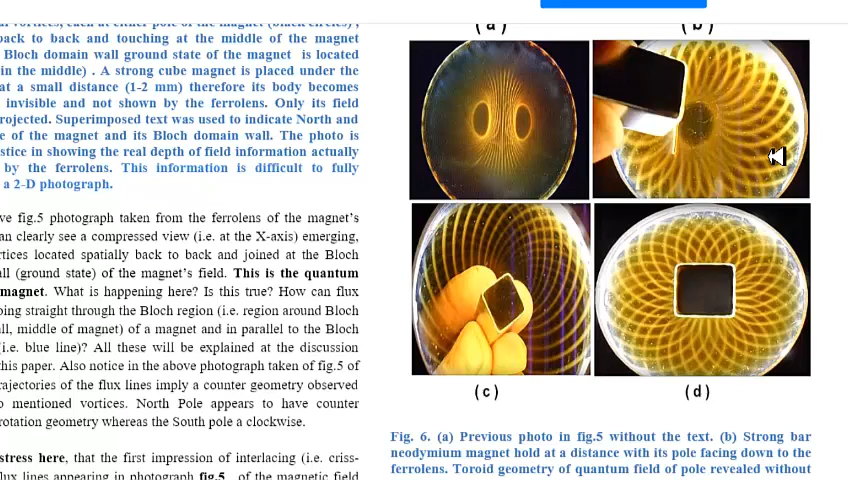 back to back and touching at the middle of the magnet
Bloch domain wall ground state of the magnet is located
in the middle) . A strong cube magnet is placed under the
at a small distance (1-2 mm) therefore its body becomes
invisible and not shown by the ferrolens. Only its field
rojected. Superimposed text was used to indicate North and
e of the magnet and its Bloch domain wall. The photo is
stice in showing the real depth of field information actually
by the ferrolens. This information is difficult to fully
a 2-D photograph.
ve fig.5 photograph taken from the ferrolens of the magnet's
an clearly see a compressed view (i.e. at the X-axis) emerging,
rtices located spatially back to back and joined at the Bloch
all (ground state) of the magnet's field. This is the quantum
magnet. What is happening here? Is this true? How can flux
oing straight through the Bloch region (i.e. region around Bloch
all, middle of magnet) of a magnet and in parallel to the Bloch
(i.e. blue line)? All these will be explained at the discussion
this paper. Also notice in the above photograph taken of fig.5 of
rajectories of the flux lines imply a counter geometry observed
o mentioned vortices. North Pole appears to have counter
rotation geometry whereas the South pole a clockwise.
stress here, that the first impression of interlacing (i.e. criss-
lux lines appearing in photograph fig.5 of the magnetic field
(a) (b)
(c) (d)
Fig. 6. (a) Previous photo in fig.5 without the text. (b) Strong bar
neodymium magnet hold at a distance with its pole facing down to the
ferrolens. Toroid geometry of quantum field of pole revealed without